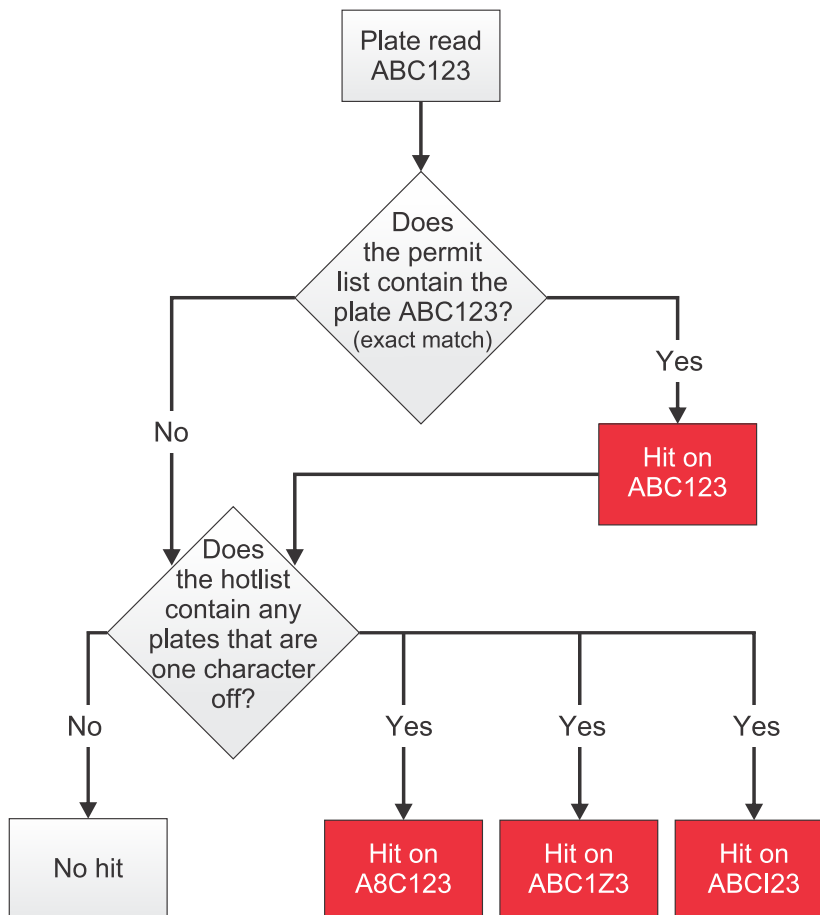 Plate read
ABC123
Does
the permit
list contain the
plate ABC123?
(exact match)
Yes
No
Hit on
ABC123
Does
the hotlist
contain any
plates that are
one character
off?
No
Yes
Yes
Yes
No hit
Hit on
A8C123
Hit on
ABC1Z3
Hit on
ABCI23